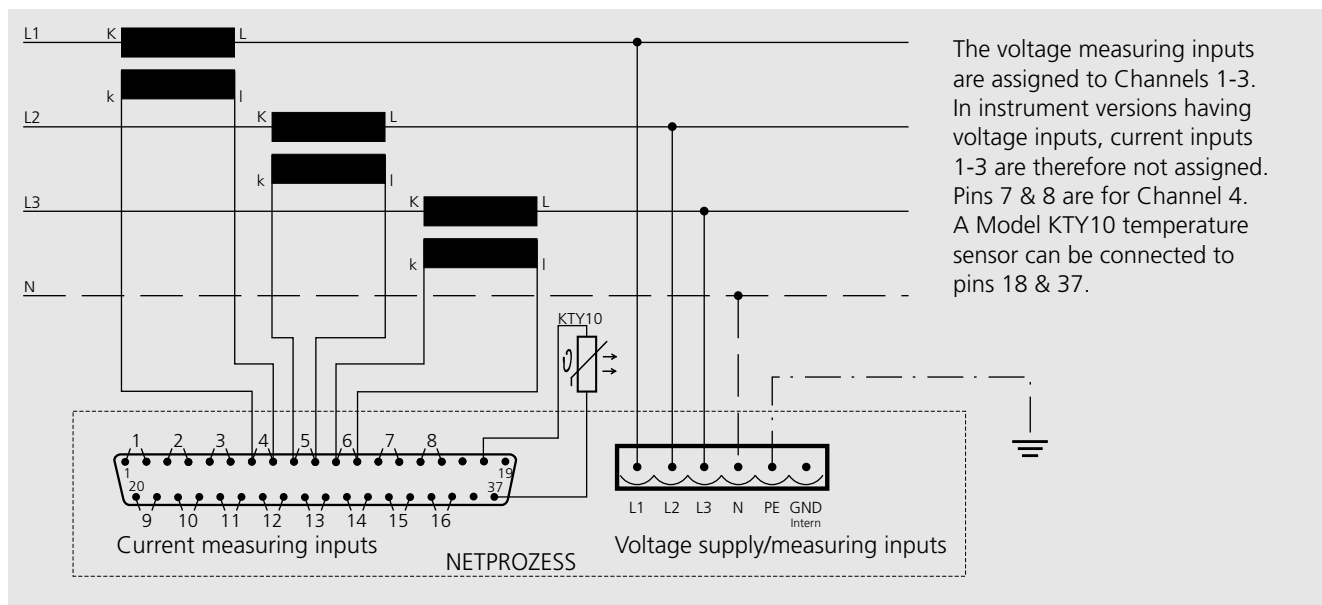 L1 K L
k l
L2 K L
k l
L3 K L
k l
N
KTY10
ϑ
The voltage measuring inputs
are assigned to Channels 1-3.
In instrument versions having
voltage inputs, current inputs
1-3 are therefore not assigned.
Pins 7 & 8 are for Channel 4.
A Model KTY10 temperature
sensor can be connected to
pins 18 & 37.
1 2 3 4 5 6 7 8
1 19
20 37
9 10 11 12 13 14 15 16
Current measuring inputs
L1 L2 L3 N PE GND
Intern
Voltage supply/measuring inputs
NETPROZESS